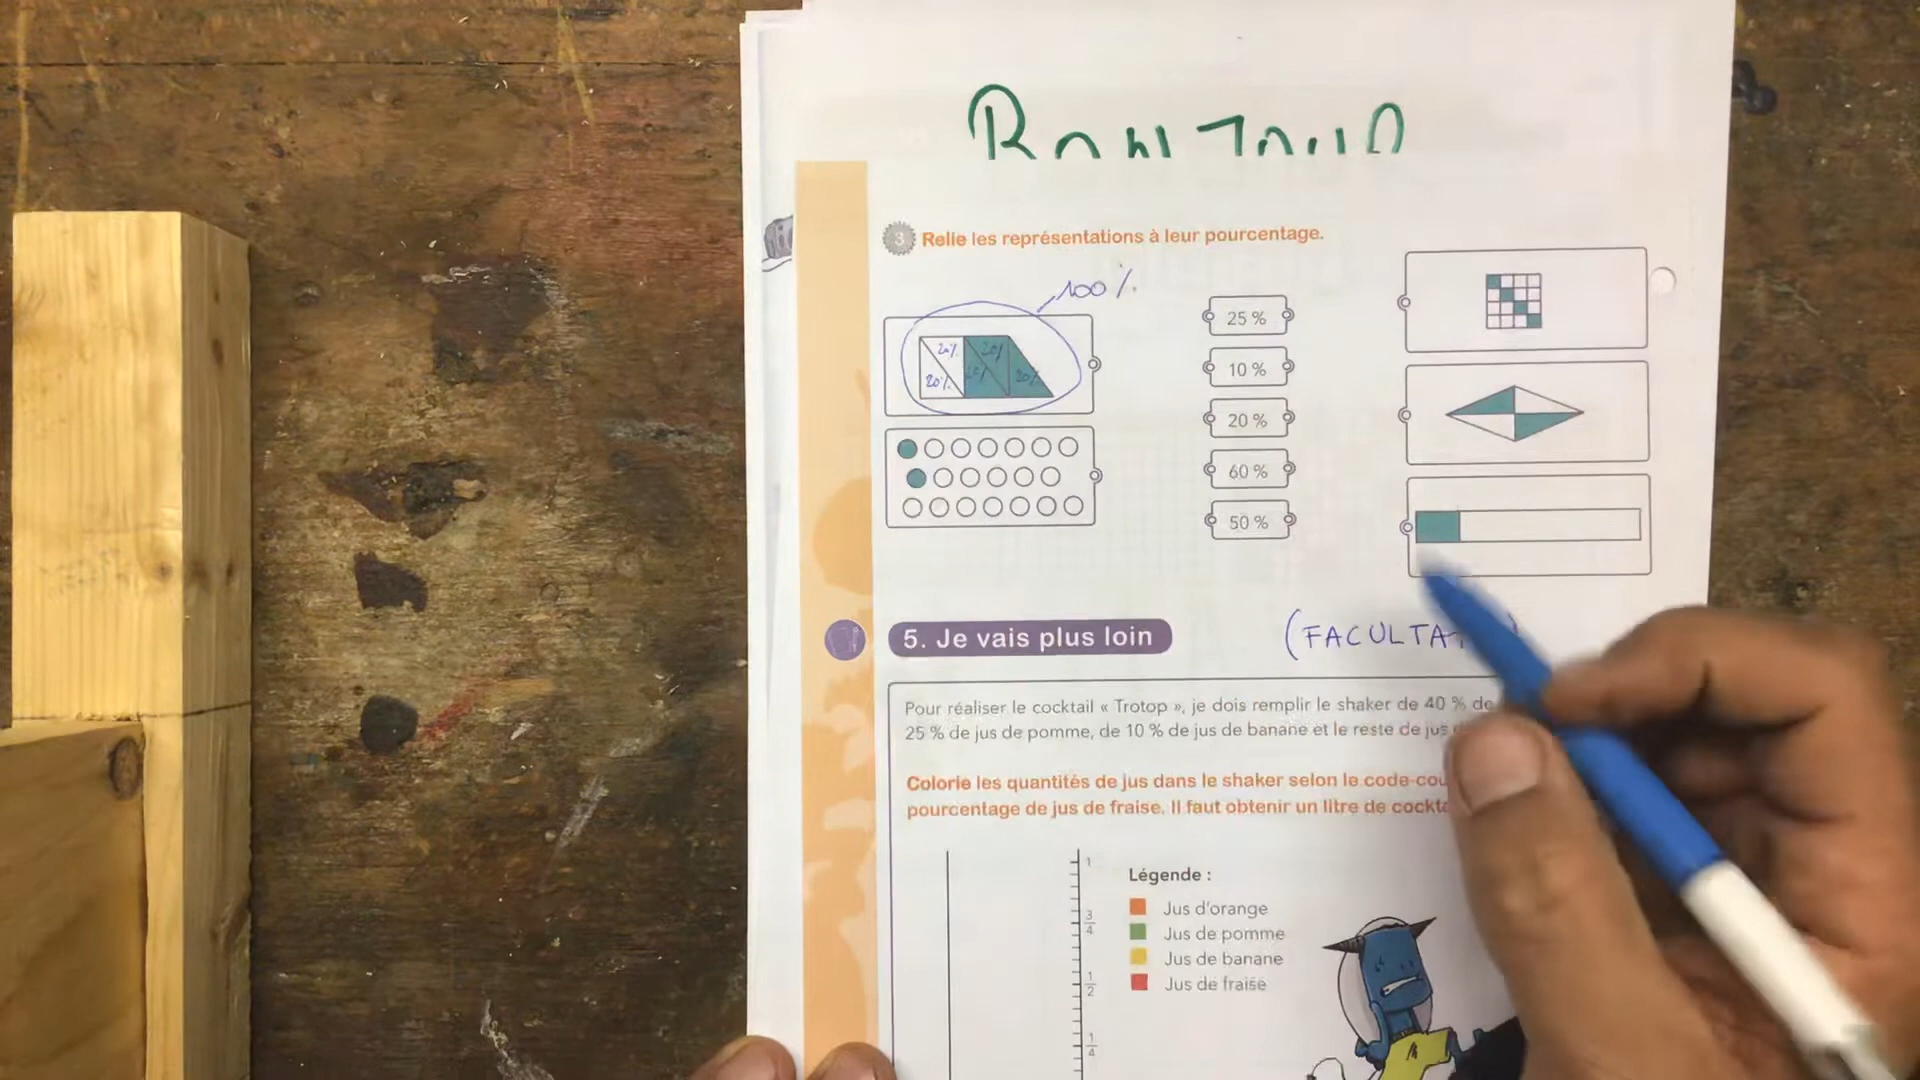 3 Relie les représentations à leur pourcentage.
100 %
20% 20%
20% 20% 20%
25 %
10 %
20 %
60 %
50 %
5. Je vais plus loin
(FACULTA
Pour réaliser le cocktail « Trotop », je dois remplir le shaker de 40 % de
25 % de jus de pomme, de 10 % de jus de banane et le reste de jus
Colorie les quantités de jus dans le shaker selon le code-cou
pourcentage de jus de fraise. Il faut obtenir un litre de cockta
1
3/4
1/2
1/4
Légende :
Jus d'orange
Jus de pomme
Jus de banane
Jus de fraise